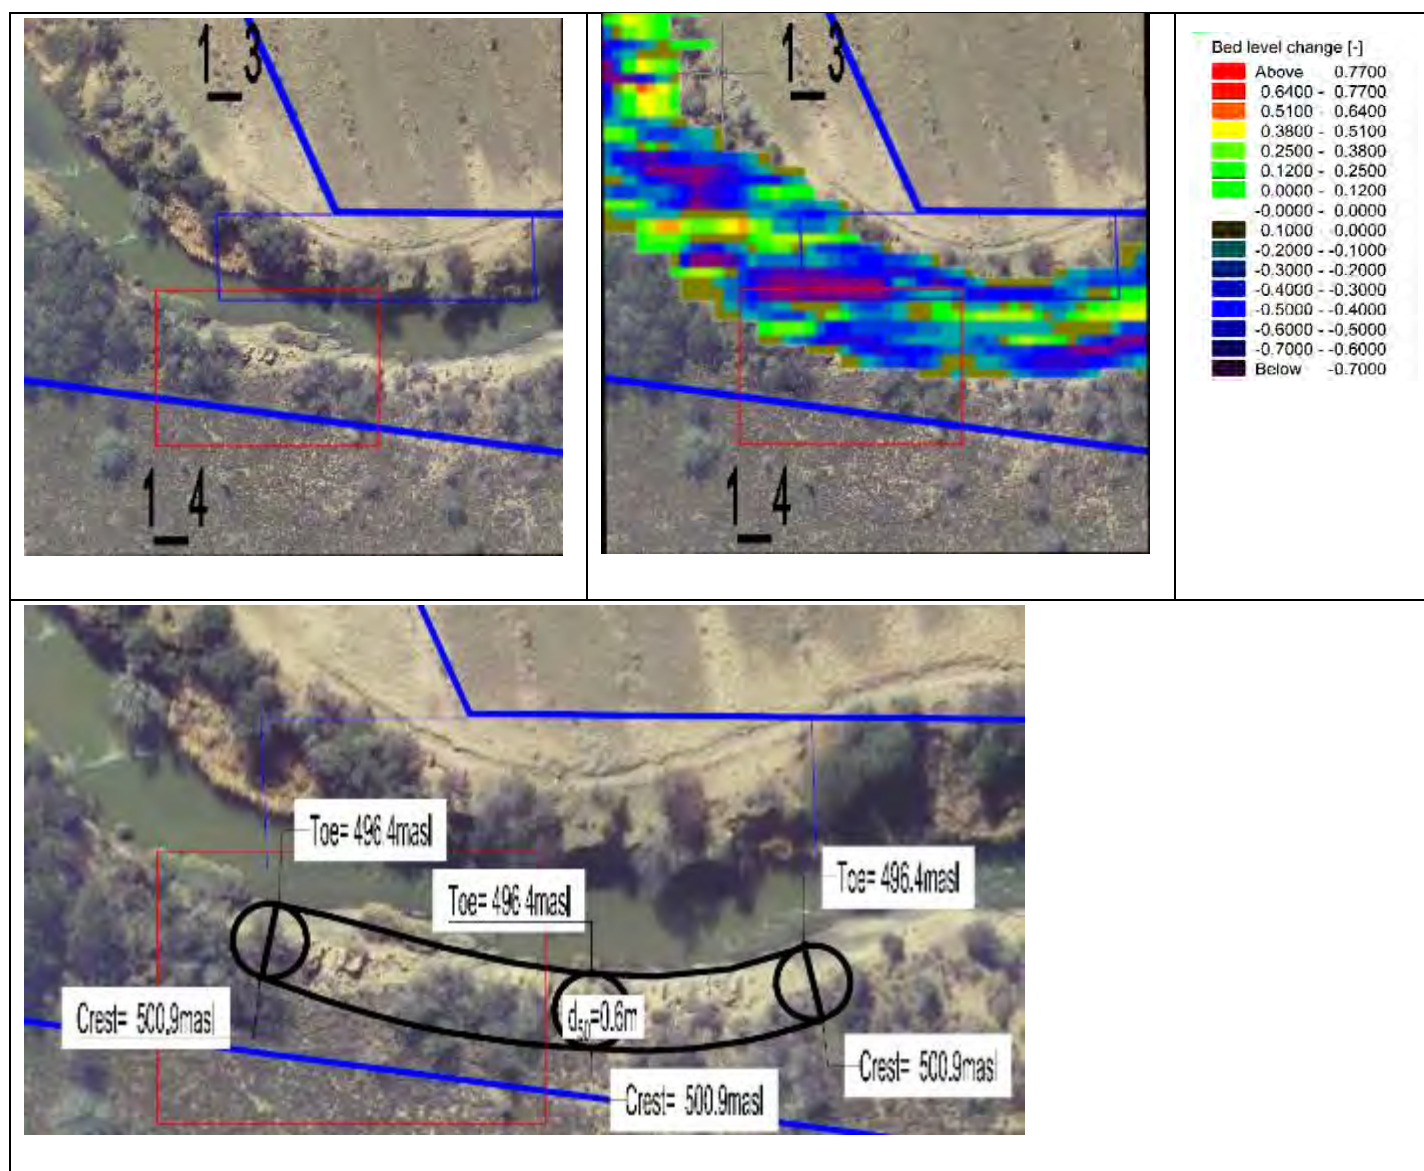 1_3
1_4
1_3
1_4
Bed level change [-]
Above 0.7700
0.6400 - 0.7700
0.5100 - 0.6400
0.3800 - 0.5100
0.2500 - 0.3800
0.1200 - 0.2500
0.0000 - 0.1200
-0.0000 - 0.0000
0.1000 0.0000
-0.2000 - -0.1000
-0.3000 - -0.2000
-0.4000 - -0.3000
-0.5000 - -0.4000
-0.6000 - -0.5000
-0.7000 - -0.6000
Below -0.7000
Toe= 496.4masl
Toe= 496.4masl
Toe= 496.4masl
Crest= 500.9masl
d50=0.6m
Crest= 500.9masl
Crest= 500.9masl